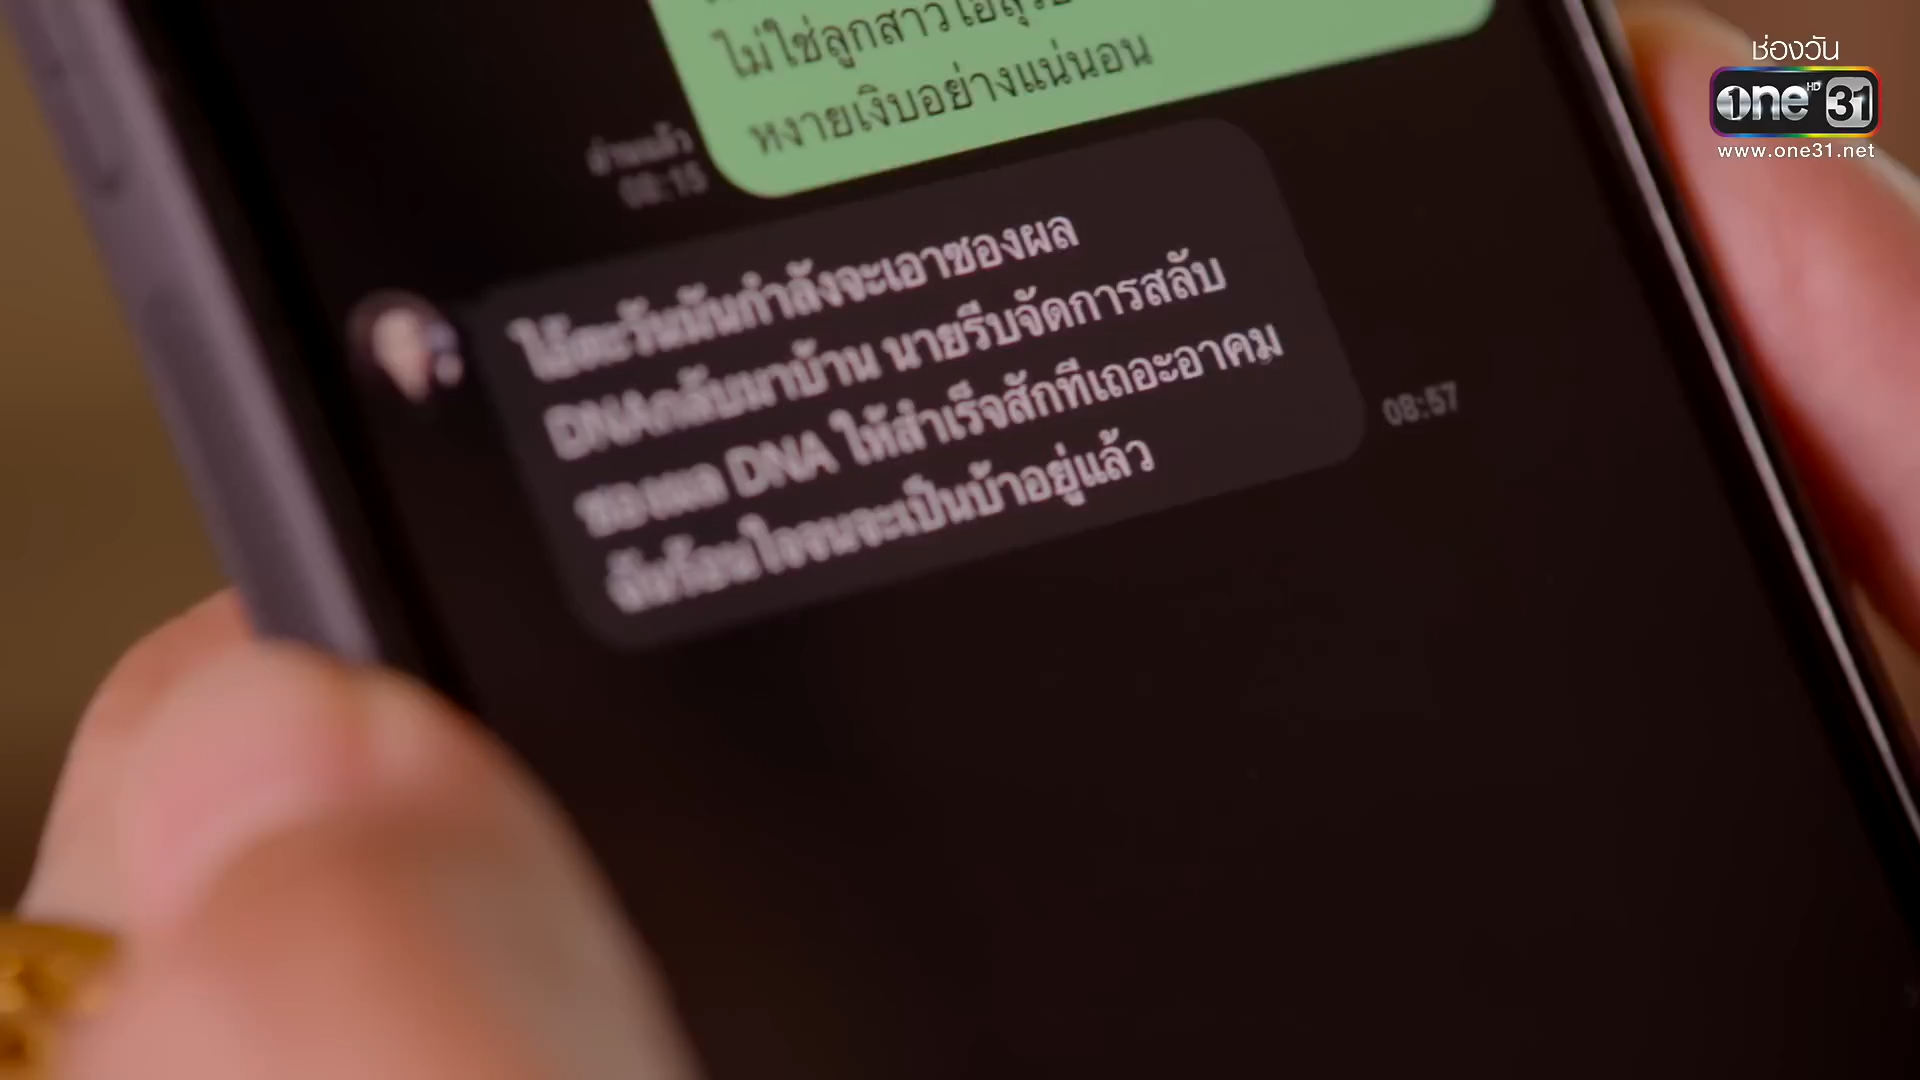 ช่องวัน
one HD 31
www.one31.net
ไม่ใช่ลูกสาว
หงายเงิบอย่างแน่นอน
อ่านแล้ว
08:15
ไอ้ตะวันมันกำลังจะเอาซองผล
DNAกลับมาบ้าน นายรีบจัดการสลับ
ซองผล DNA ให้สำเร็จสักทีเถอะอาคม
ฉันร้อนใจจนจะเป็นบ้าอยู่แล้ว
08:57